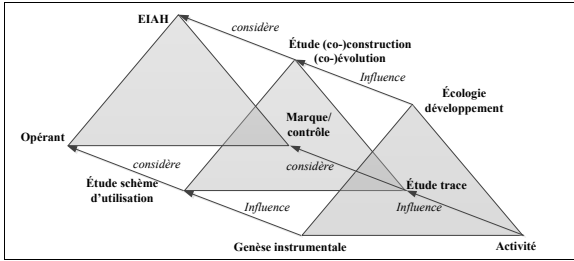 EIAH
considère
Étude (co-)construction
(co-)évolution
Influence
Écologie
développement
Marque/
contrôle
Opérant
considère
considère
Étude schème
d'utilisation
Étude trace
Influence
Influence
Genèse instrumentale
Activité